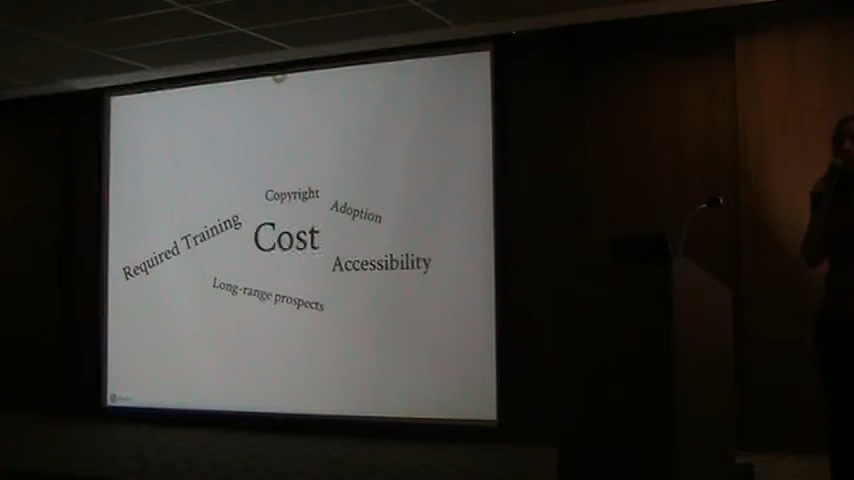 Copyright
Adoption
Required Training
Cost
Accessibility
Long-range prospects